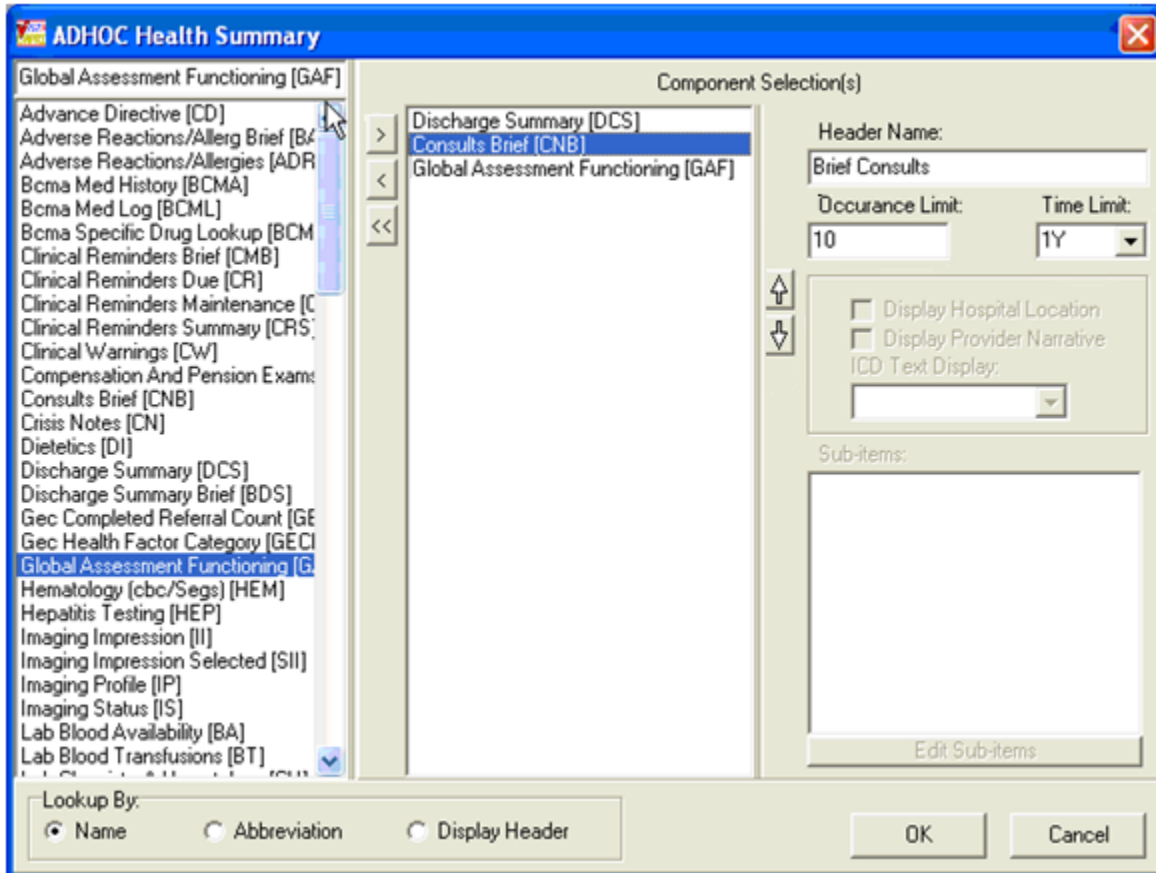 ADHOC Health Summary
Global Assessment Functioning [GAF]
Advance Directive [CD]
Adverse Reactions/Allerg Brief [BA
Adverse Reactions/Allergies [ADR
Bcma Med History [BCMA]
Bcma Med Log [BCML]
Bcma Specific Drug Lookup [BCM
Clinical Reminders Brief [CMB]
Clinical Reminders Due [CR]
Clinical Reminders Maintenance [C
Clinical Reminders Summary [CRS]
Clinical Warnings [CW]
Compensation And Pension Exams
Consults Brief [CNB]
Crisis Notes [CN]
Dietetics [DI]
Discharge Summary [DCS]
Discharge Summary Brief [BDS]
Gec Completed Referral Count [GE
Gec Health Factor Category [GECI
Global Assessment Functioning [G
Hematology (cbc/Segs) [HEM]
Hepatitis Testing [HEP]
Imaging Impression [II]
Imaging Impression Selected [SII]
Imaging Profile [IP]
Imaging Status [IS]
Lab Blood Availability [BA]
Lab Blood Transfusions [BT]
Component Selection(s)
>
<
<<
Discharge Summary [DCS]
Consults Brief [CNB]
Global Assessment Functioning [GAF]
Header Name:
Brief Consults
Occurance Limit: Time Limit:
10 1Y
Display Hospital Location
Display Provider Narrative
ICD Text Display:
Sub-items:
Edit Sub-items
Lookup By:
Name Abbreviation Display Header
OK Cancel